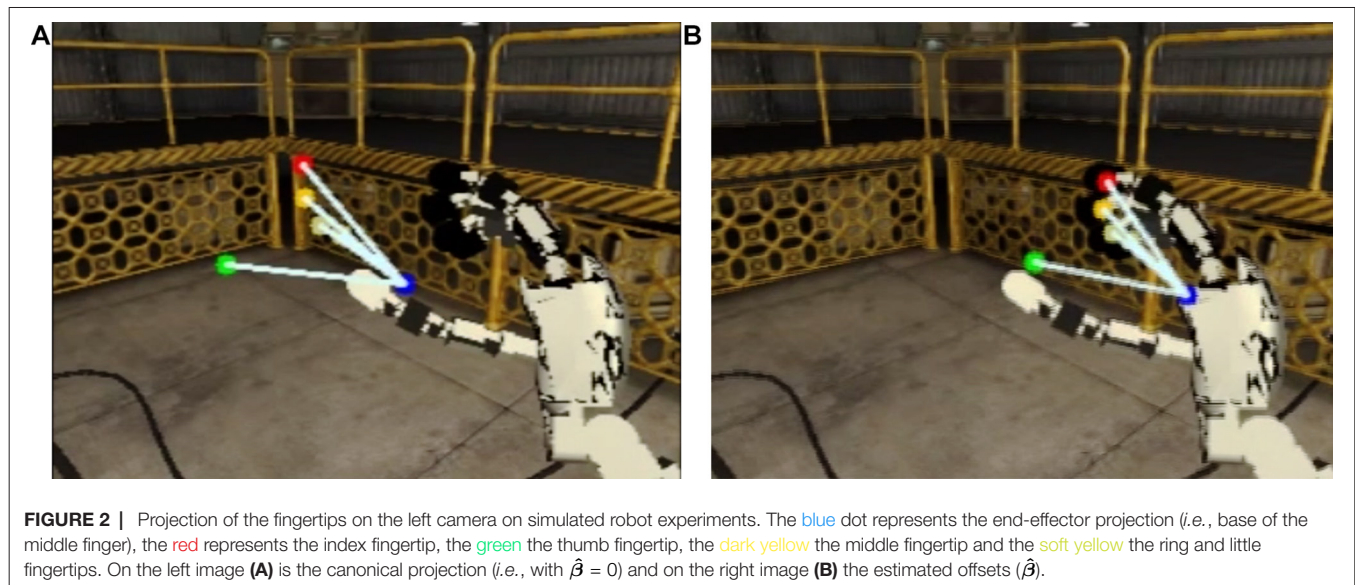 A
B
FIGURE 2 | Projection of the fingertips on the left camera on simulated robot experiments. The blue dot represents the end-effector projection (i.e., base of the
middle finger), the red represents the index fingertip, the green the thumb fingertip, the dark yellow the middle fingertip and the soft yellow the ring and little
fingertips. On the left image (A) is the canonical projection (i.e., with β̂ = 0) and on the right image (B) the estimated offsets (β̂).